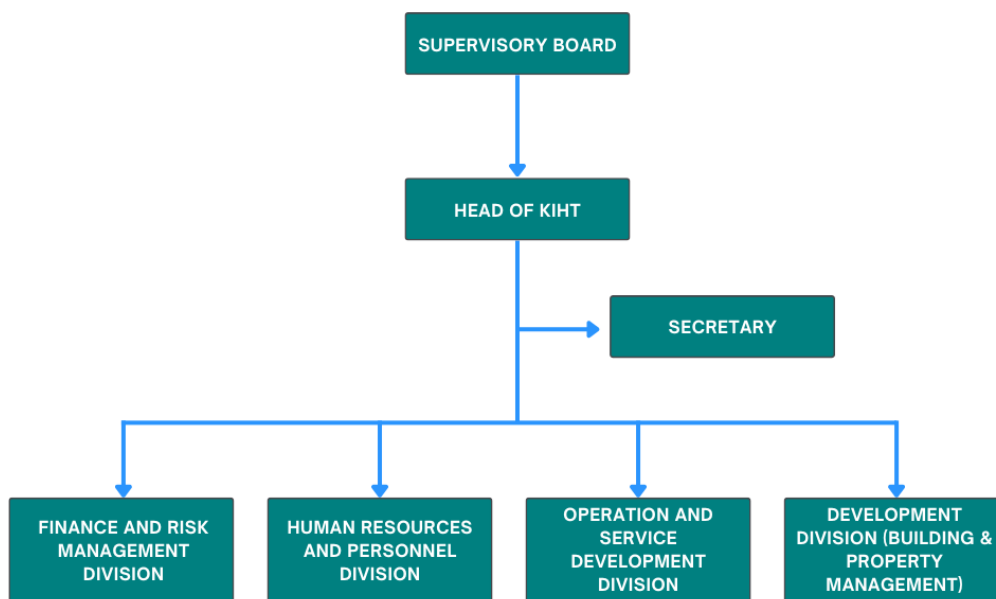 SUPERVISORY BOARD
HEAD OF KIHT
SECRETARY
FINANCE AND RISK
MANAGEMENT
DIVISION
HUMAN RESOURCES
AND PERSONNEL
DIVISION
OPERATION AND
SERVICE
DEVELOPMENT
DIVISION
DEVELOPMENT
DIVISION (BUILDING &
PROPERTY
MANAGEMENT)